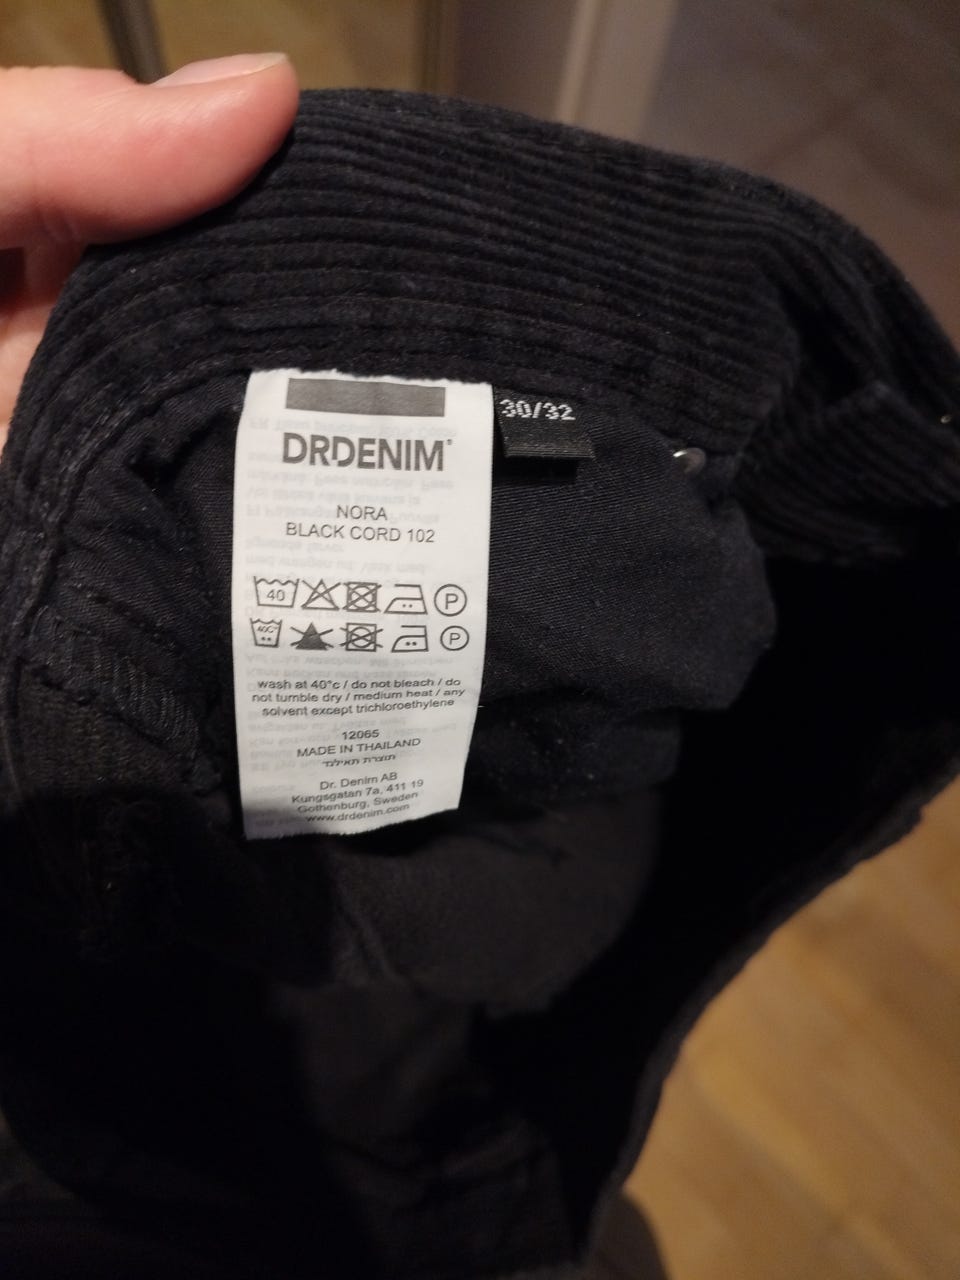 DRDENIM®
30/32
NORA
BLACK CORD 102
40
P
40C
P
wash at 40°c / do not bleach / do
not tumble dry / medium heat / any
solvent except trichloroethylene
12065
MADE IN THAILAND
תוצרת תאילנד
Dr. Denim AB
Kungsgatan 7a, 411 19
Gothenburg, Sweden
www.drdenim.com